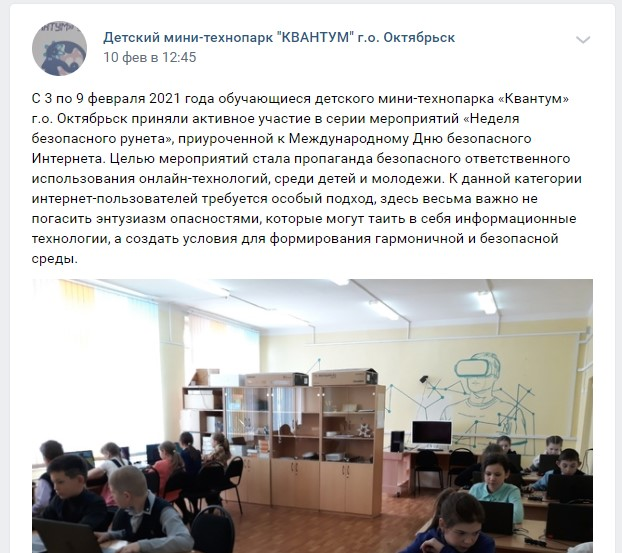 Детский мини-технопарк "КВАНТУМ" г.о. Октябрьск
10 фев в 12:45
С 3 по 9 февраля 2021 года обучающиеся детского мини-технопарка «Квантум»
г.о. Октябрьск приняли активное участие в серии мероприятий «Неделя
безопасного рунета», приуроченной к Международному Дню безопасного
Интернета. Целью мероприятий стала пропаганда безопасного ответственного
использования онлайн-технологий, среди детей и молодежи. К данной категории
интернет-пользователей требуется особый подход, здесь весьма важно не
погасить энтузиазм опасностями, которые могут таить в себя информационные
технологии, а создать условия для формирования гармоничной и безопасной
среды.